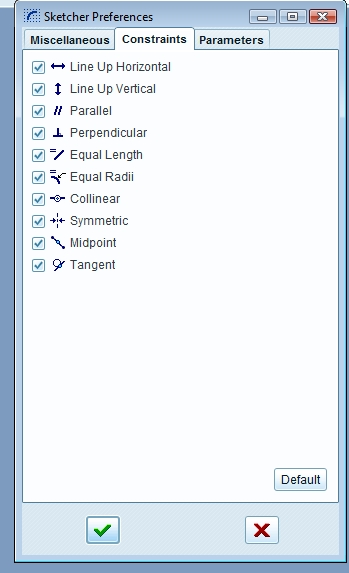 Sketcher Preferences
Miscellaneous Constraints Parameters
Line Up Horizontal
Line Up Vertical
Parallel
Perpendicular
Equal Length
Equal Radii
Collinear
Symmetric
Midpoint
Tangent
Default